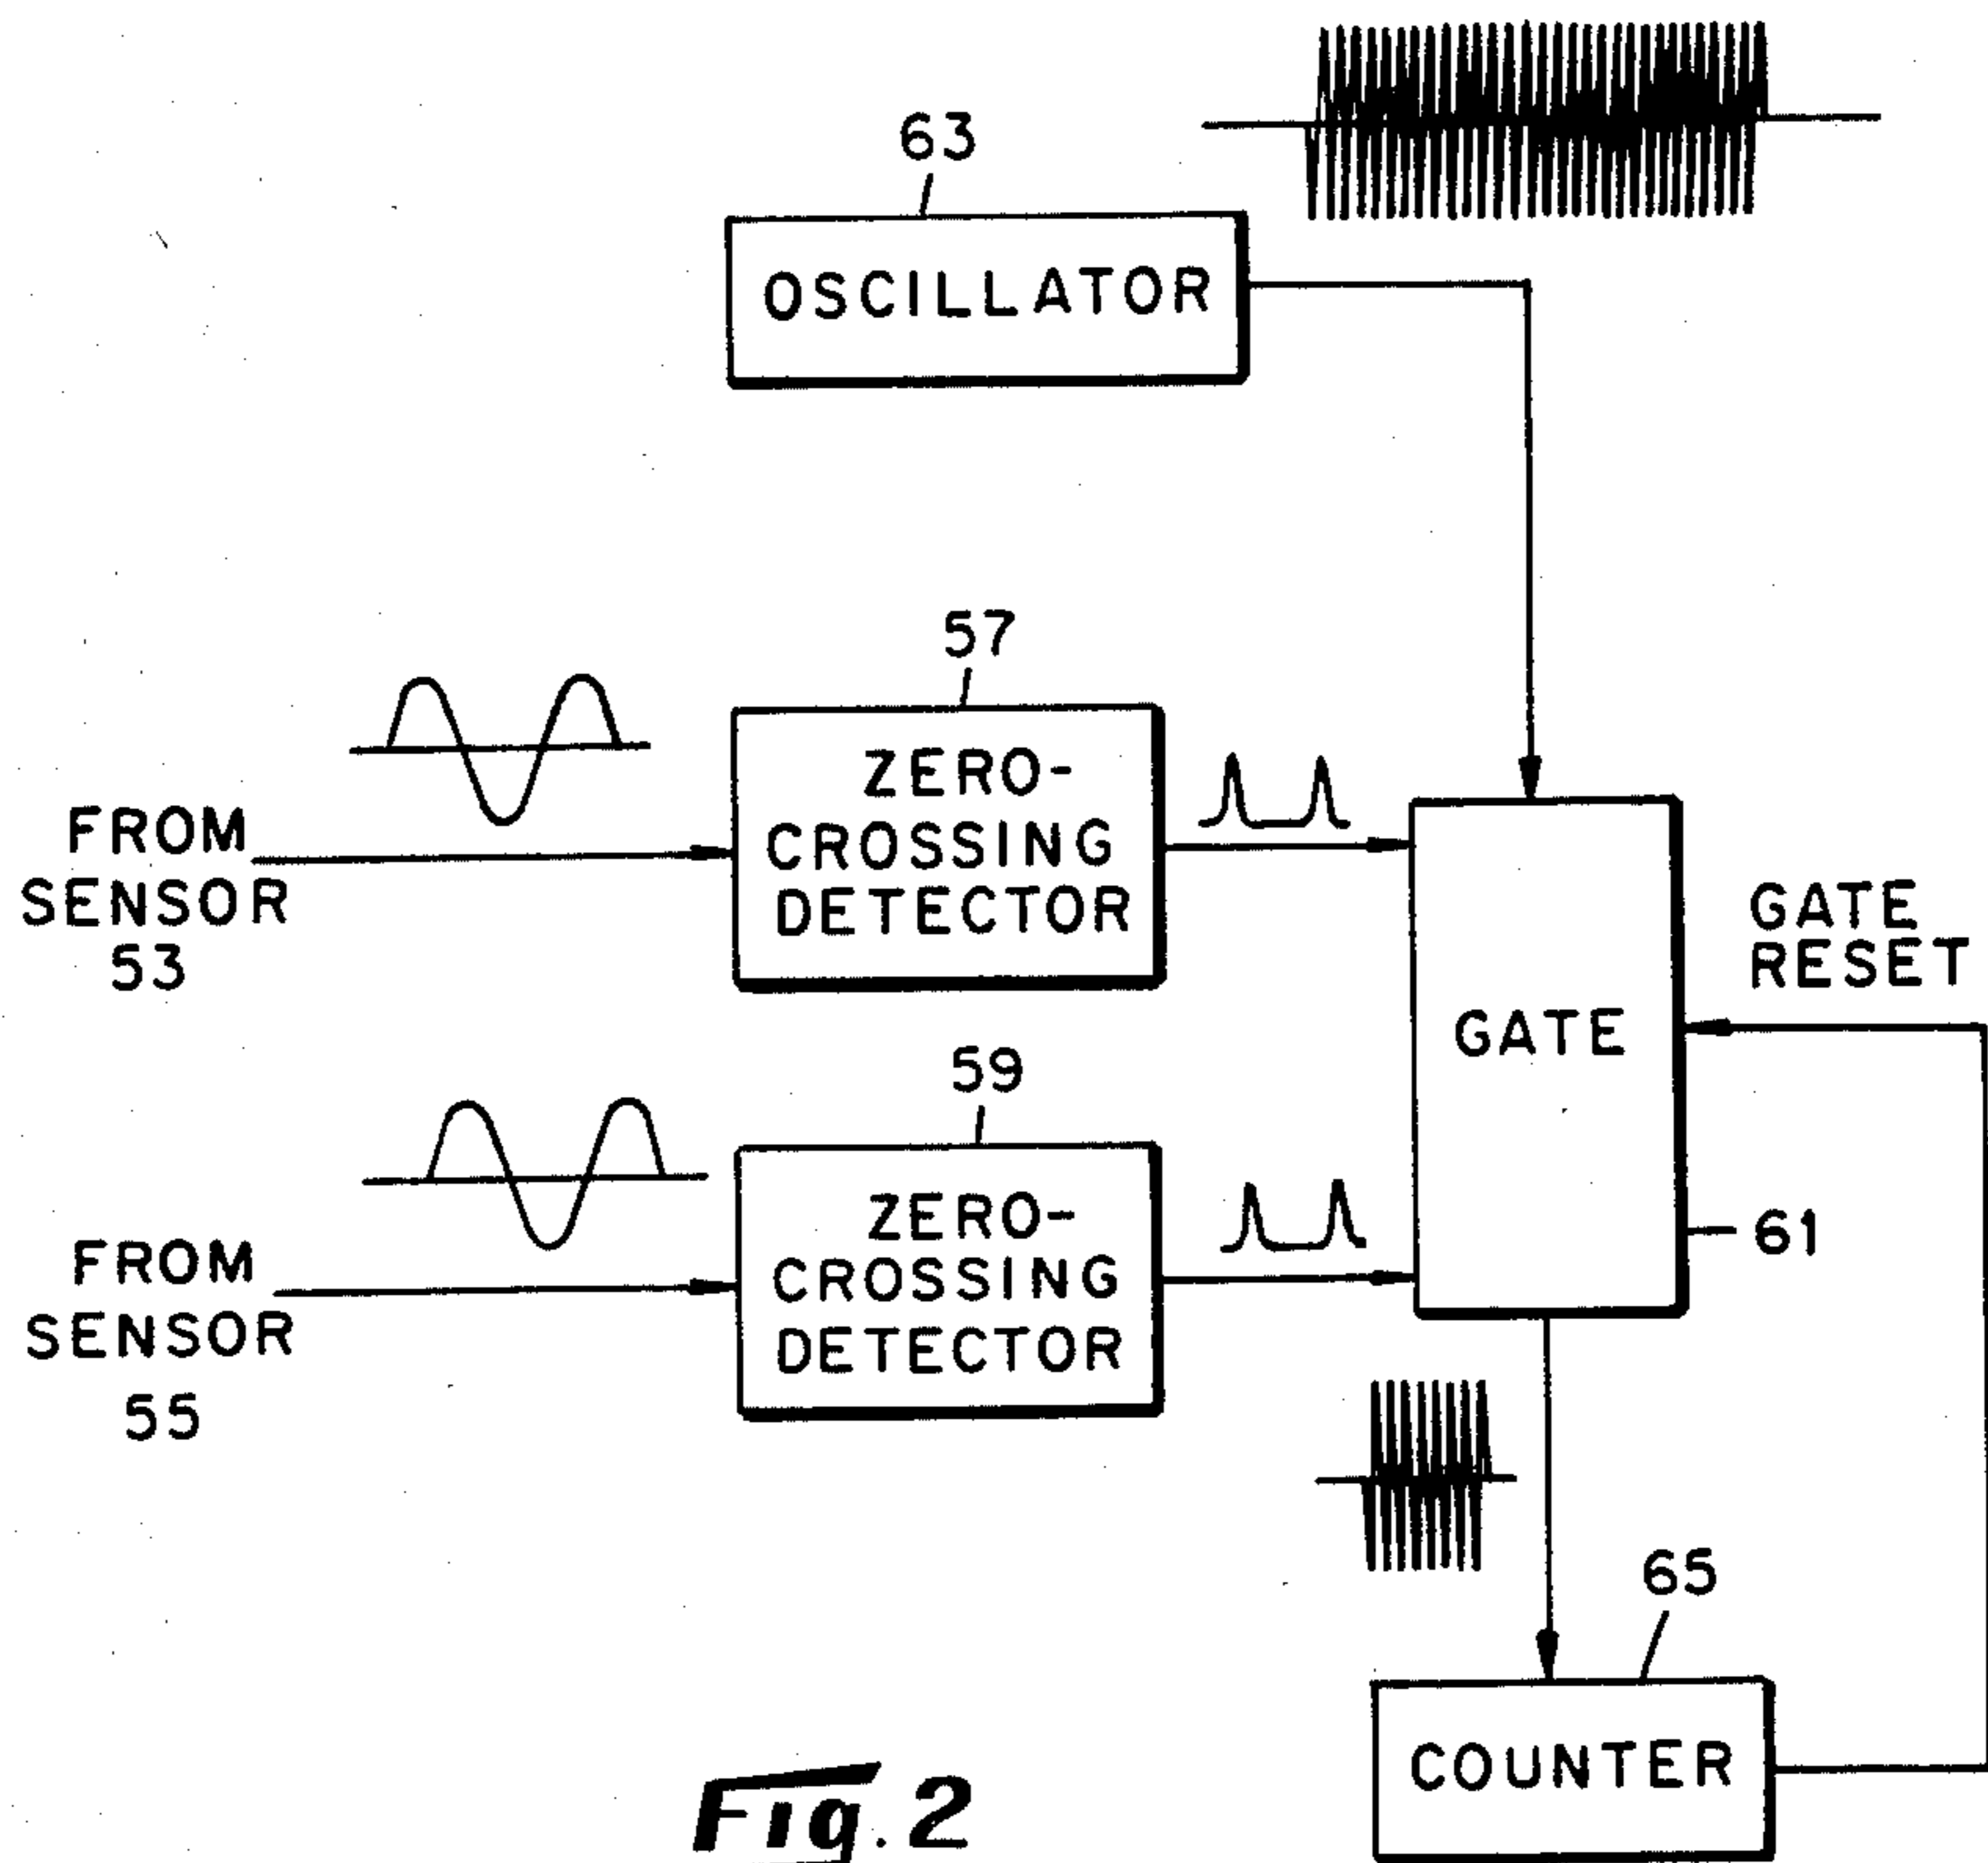 63
OSCILLATOR
57
ZERO-
CROSSING
DETECTOR
FROM
SENSOR
53
GATE
RESET
GATE
59
ZERO-
CROSSING
DETECTOR
61
FROM
SENSOR
55
65
COUNTER
Fig. 2